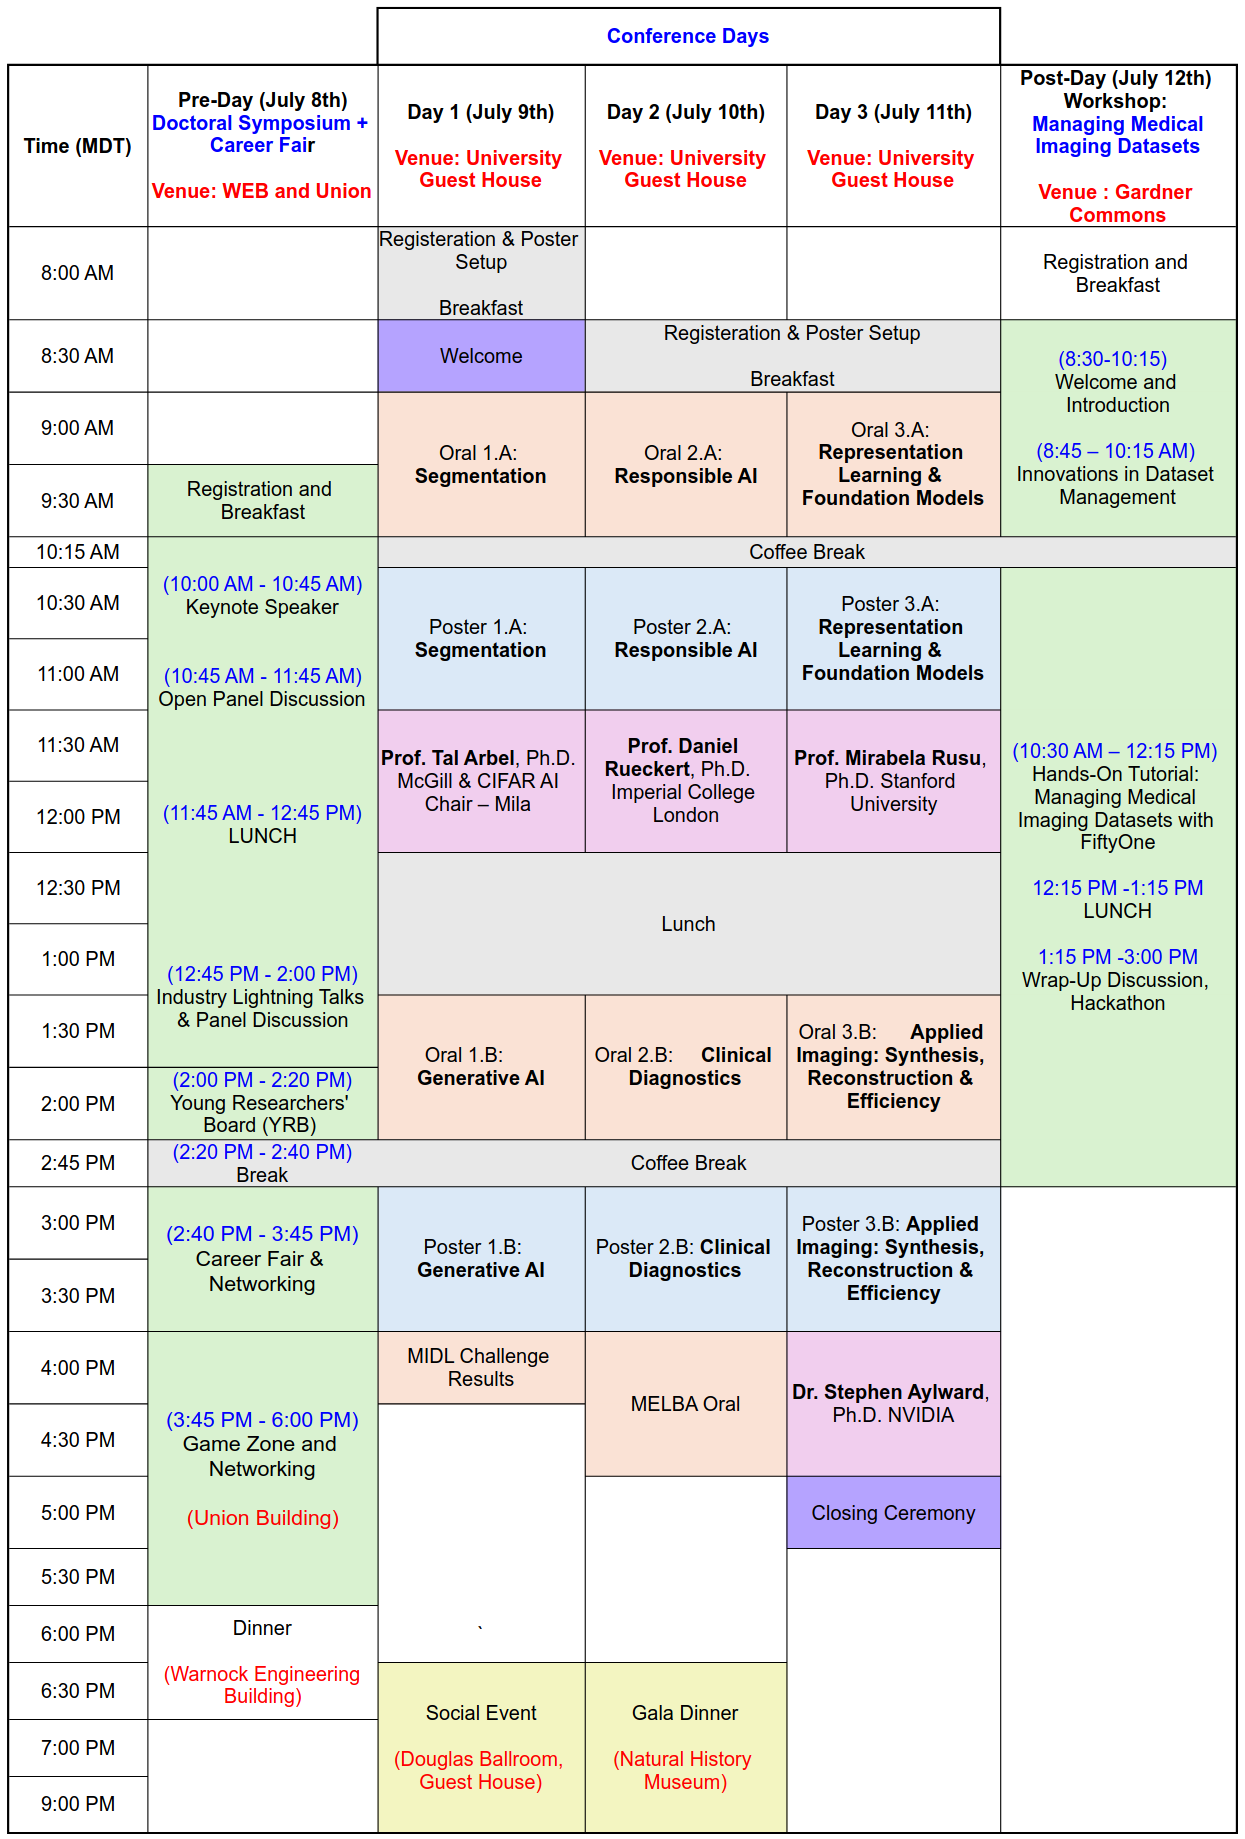 Conference Days
Time (MDT)
Pre-Day (July 8th)
Doctoral Symposium +
Career Fair
Venue: WEB and Union
Day 1 (July 9th)
Venue: University
Guest House
Day 2 (July 10th)
Venue: University
Guest House
Day 3 (July 11th)
Venue: University
Guest House
Post-Day (July 12th)
Workshop:
Managing Medical
Imaging Datasets
Venue : Gardner
Commons
8:00 AM
Registeration & Poster
Setup
Breakfast
Registration and
Breakfast
8:30 AM
Welcome
Registeration & Poster Setup
Breakfast
(8:30-10:15)
Welcome and
Introduction
(8:45 – 10:15 AM)
Innovations in Dataset
Management
9:00 AM
Oral 1.A:
Segmentation
Oral 2.A:
Responsible AI
Oral 3.A:
Representation
Learning &
Foundation Models
9:30 AM
Registration and
Breakfast
10:15 AM
Coffee Break
(10:00 AM - 10:45 AM)
Keynote Speaker
(10:45 AM - 11:45 AM)
Open Panel Discussion
(11:45 AM - 12:45 PM)
LUNCH
(12:45 PM - 2:00 PM)
Industry Lightning Talks
& Panel Discussion
10:30 AM
Poster 1.A:
Segmentation
Poster 2.A:
Responsible AI
Poster 3.A:
Representation
Learning &
Foundation Models
(10:30 AM – 12:15 PM)
Hands-On Tutorial:
Managing Medical
Imaging Datasets with
FiftyOne
12:15 PM -1:15 PM
LUNCH
1:15 PM -3:00 PM
Wrap-Up Discussion,
Hackathon
11:00 AM
11:30 AM
Prof. Tal Arbel, Ph.D.
McGill & CIFAR AI
Chair – Mila
Prof. Daniel
Rueckert, Ph.D.
Imperial College
London
Prof. Mirabela Rusu,
Ph.D. Stanford
University
12:00 PM
12:30 PM
Lunch
1:00 PM
1:30 PM
Oral 1.B:
Generative AI
Oral 2.B: Clinical
Diagnostics
Oral 3.B: Applied
Imaging: Synthesis,
Reconstruction &
Efficiency
2:00 PM
(2:00 PM - 2:20 PM)
Young Researchers'
Board (YRB)
2:45 PM
(2:20 PM - 2:40 PM)
Break
Coffee Break
3:00 PM
(2:40 PM - 3:45 PM)
Career Fair &
Networking
Poster 1.B:
Generative AI
Poster 2.B: Clinical
Diagnostics
Poster 3.B: Applied
Imaging: Synthesis,
Reconstruction &
Efficiency
3:30 PM
4:00 PM
(3:45 PM - 6:00 PM)
Game Zone and
Networking
(Union Building)
MIDL Challenge
Results
MELBA Oral
Dr. Stephen Aylward,
Ph.D. NVIDIA
4:30 PM
5:00 PM
Closing Ceremony
5:30 PM
6:00 PM
Dinner
(Warnock Engineering
Building)
`
6:30 PM
Social Event
(Douglas Ballroom,
Guest House)
Gala Dinner
(Natural History
Museum)
7:00 PM
9:00 PM